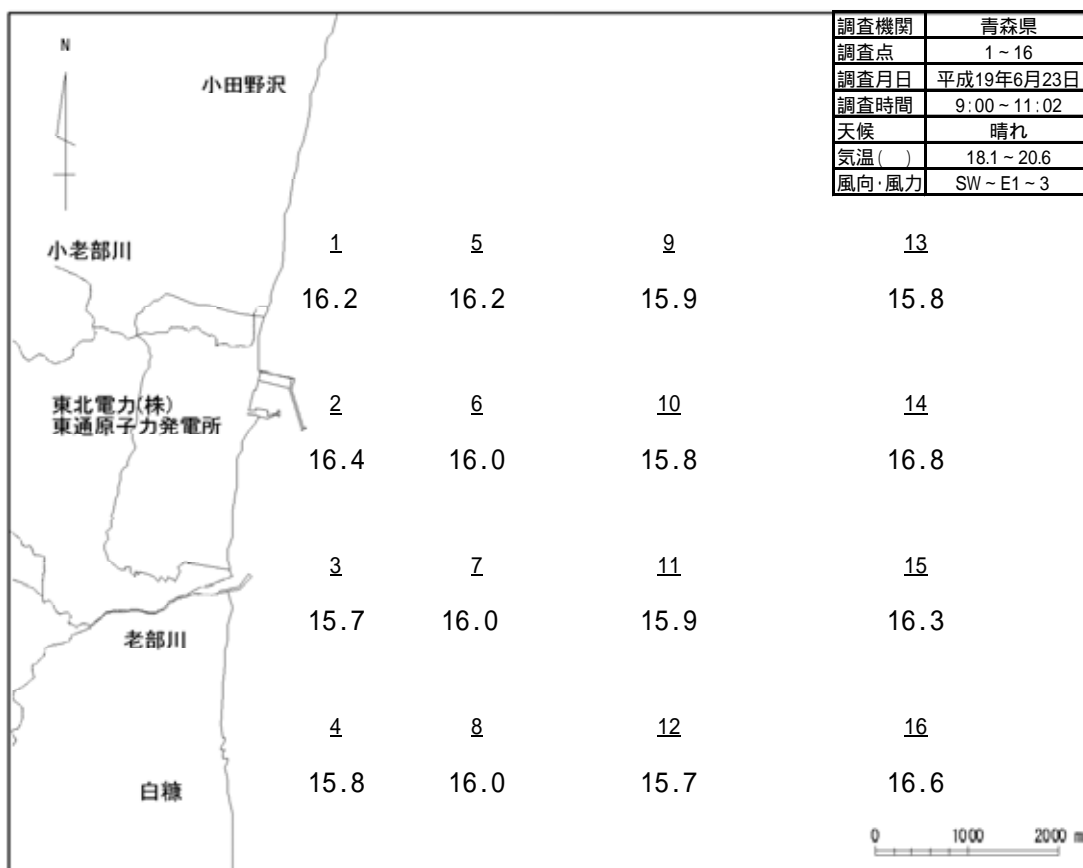 調査機関 青森県
調査点 1~16
調査月日 平成19年6月23日
調査時間 9:00~11:02
天候 晴れ
気温( ) 18.1~20.6
風向・風力 SW~E1~3
N
小田野沢
小老部川
1 5 9 13
16.2 16.2 15.9 15.8
東北電力(株)
東通原子力発電所
2 6 10 14
16.4 16.0 15.8 16.8
3 7 11 15
15.7 16.0 15.9 16.3
老部川
4 8 12 16
15.8 16.0 15.7 16.6
白糠
0 1000 2000 m